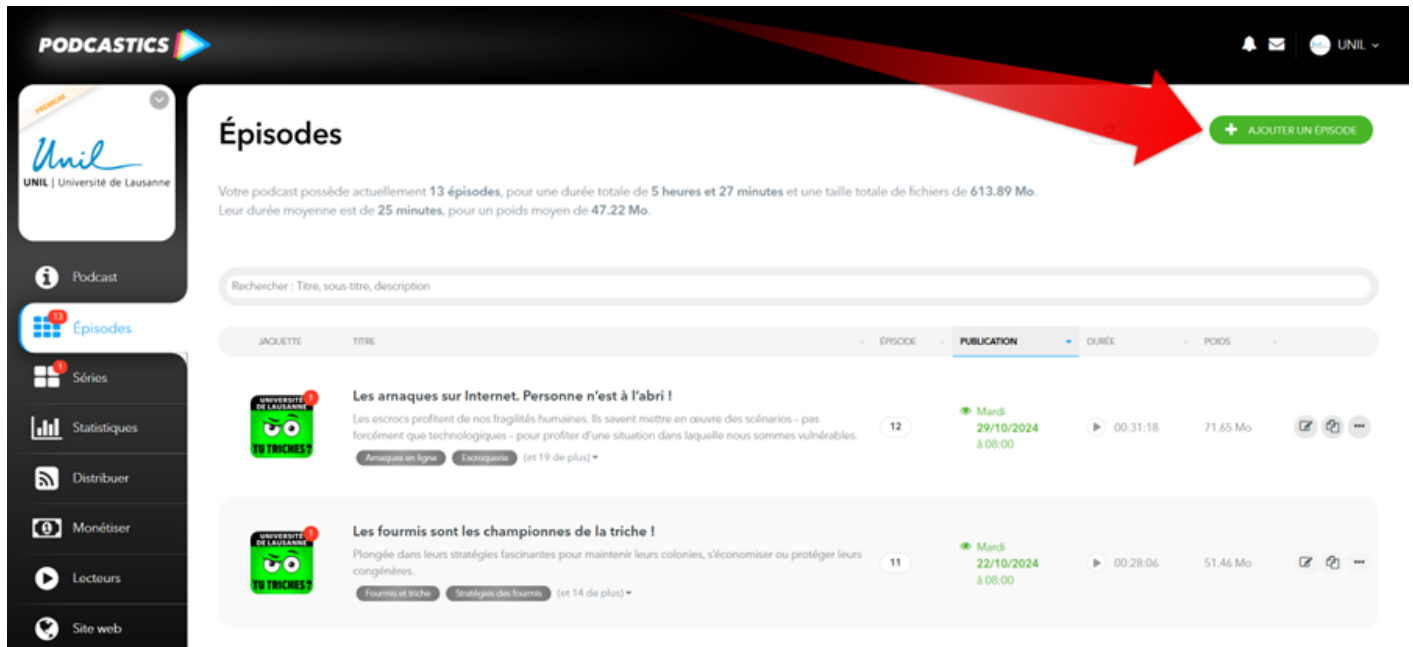 PODCASTICS
UNIL
PREMIUM
Unil
UNIL | Université de Lausanne
Épisodes
AJOUTER UN ÉPISODE
Votre podcast possède actuellement 13 épisodes, pour une durée totale de 5 heures et 27 minutes et une taille totale de fichiers de 613.89 Mo.
Leur durée moyenne est de 25 minutes, pour un poids moyen de 47.22 Mo.
Podcast
13
Épisodes
1
Séries
Statistiques
Distribuer
Monétiser
Lecteurs
Site web
Rechercher : Titre, sous-titre, description
JAQUETTE TITRE ÉPISODE PUBLICATION DURÉE POIDS
UNIVERSITÉ 1
DE LAUSANNE
TU TRICHES?
Les arnaques sur Internet. Personne n'est à l'abri !
Les escrocs profitent de nos fragilités humaines. Ils savent mettre en œuvre des scénarios – pas
forcément que technologiques – pour profiter d'une situation dans laquelle nous sommes vulnérables.
Arnaques en ligne Escroquerie (et 19 de plus)
12
Mardi
29/10/2024
à 08:00
00:31:18
71.65 Mo
UNIVERSITÉ 1
DE LAUSANNE
TU TRICHES?
Les fourmis sont les championnes de la triche !
Plongée dans leurs stratégies fascinantes pour maintenir leurs colonies, s'économiser ou protéger leurs
congénères.
Fourmis et triche Stratégies des fourmis (et 14 de plus)
11
Mardi
22/10/2024
à 08:00
00:28:06
51.46 Mo